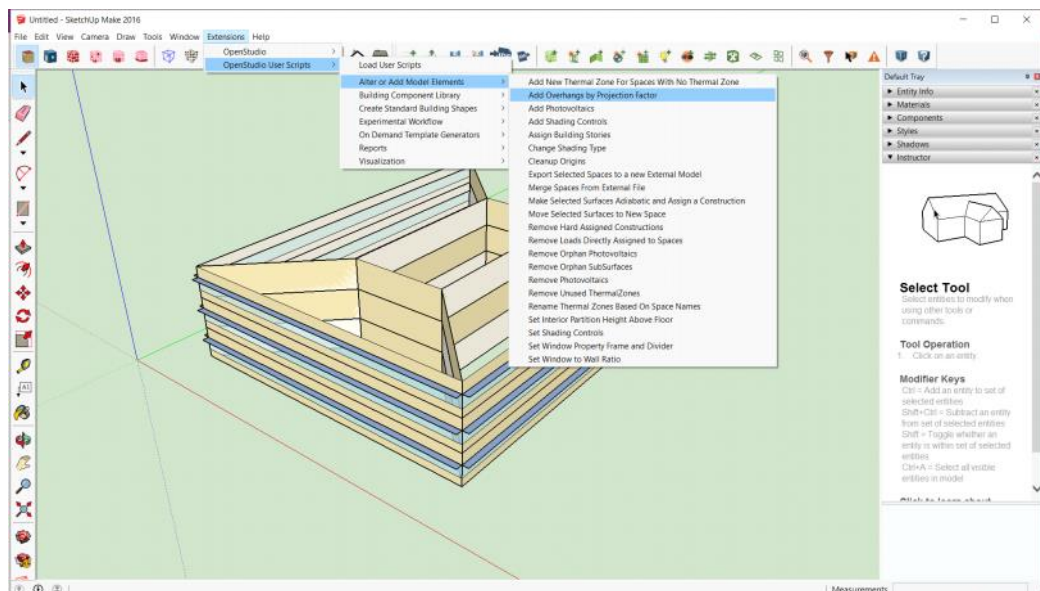 Untitled - SketchUp Make 2016
File Edit View Camera Draw Tools Window Extensions Help
OpenStudio
OpenStudio User Scripts
Load User Scripts
Alter or Add Model Elements
Building Component Library
Create Standard Building Shapes
Experimental Workflow
On Demand Template Generators
Reports
Visualization
Add New Thermal Zone For Spaces With No Thermal Zone
Add Overhangs by Projection Factor
Add Photovoltaics
Add Shading Controls
Assign Building Stories
Change Shading Type
Cleanup Origins
Export Selected Spaces to a new External Model
Merge Spaces From External File
Make Selected Surfaces Adiabatic and Assign a Construction
Move Selected Surfaces to New Space
Remove Hard Assigned Constructions
Remove Loads Directly Assigned to Spaces
Remove Orphan Photovoltaics
Remove Orphan SubSurfaces
Remove Photovoltaics
Remove Unused ThermalZones
Rename Thermal Zones Based On Space Names
Set Interior Partition Height Above Floor
Set Shading Controls
Set Window Property Frame and Divider
Set Window to Wall Ratio
Default Tray
Entity Info
Materials
Components
Styles
Shadows
Instructor
Select Tool
Select entities to modify when
using other tools or
commands.
Tool Operation
1. Click on an entity.
Modifier Keys
Ctrl = Add an entity to set of
selected entities
Shift+Ctrl = Subtract an entity
from set of selected entities
Shift = Toggle whether an
entity is within set of selected
entities
Ctrl+A = Select all visible
entities in model
Measurements